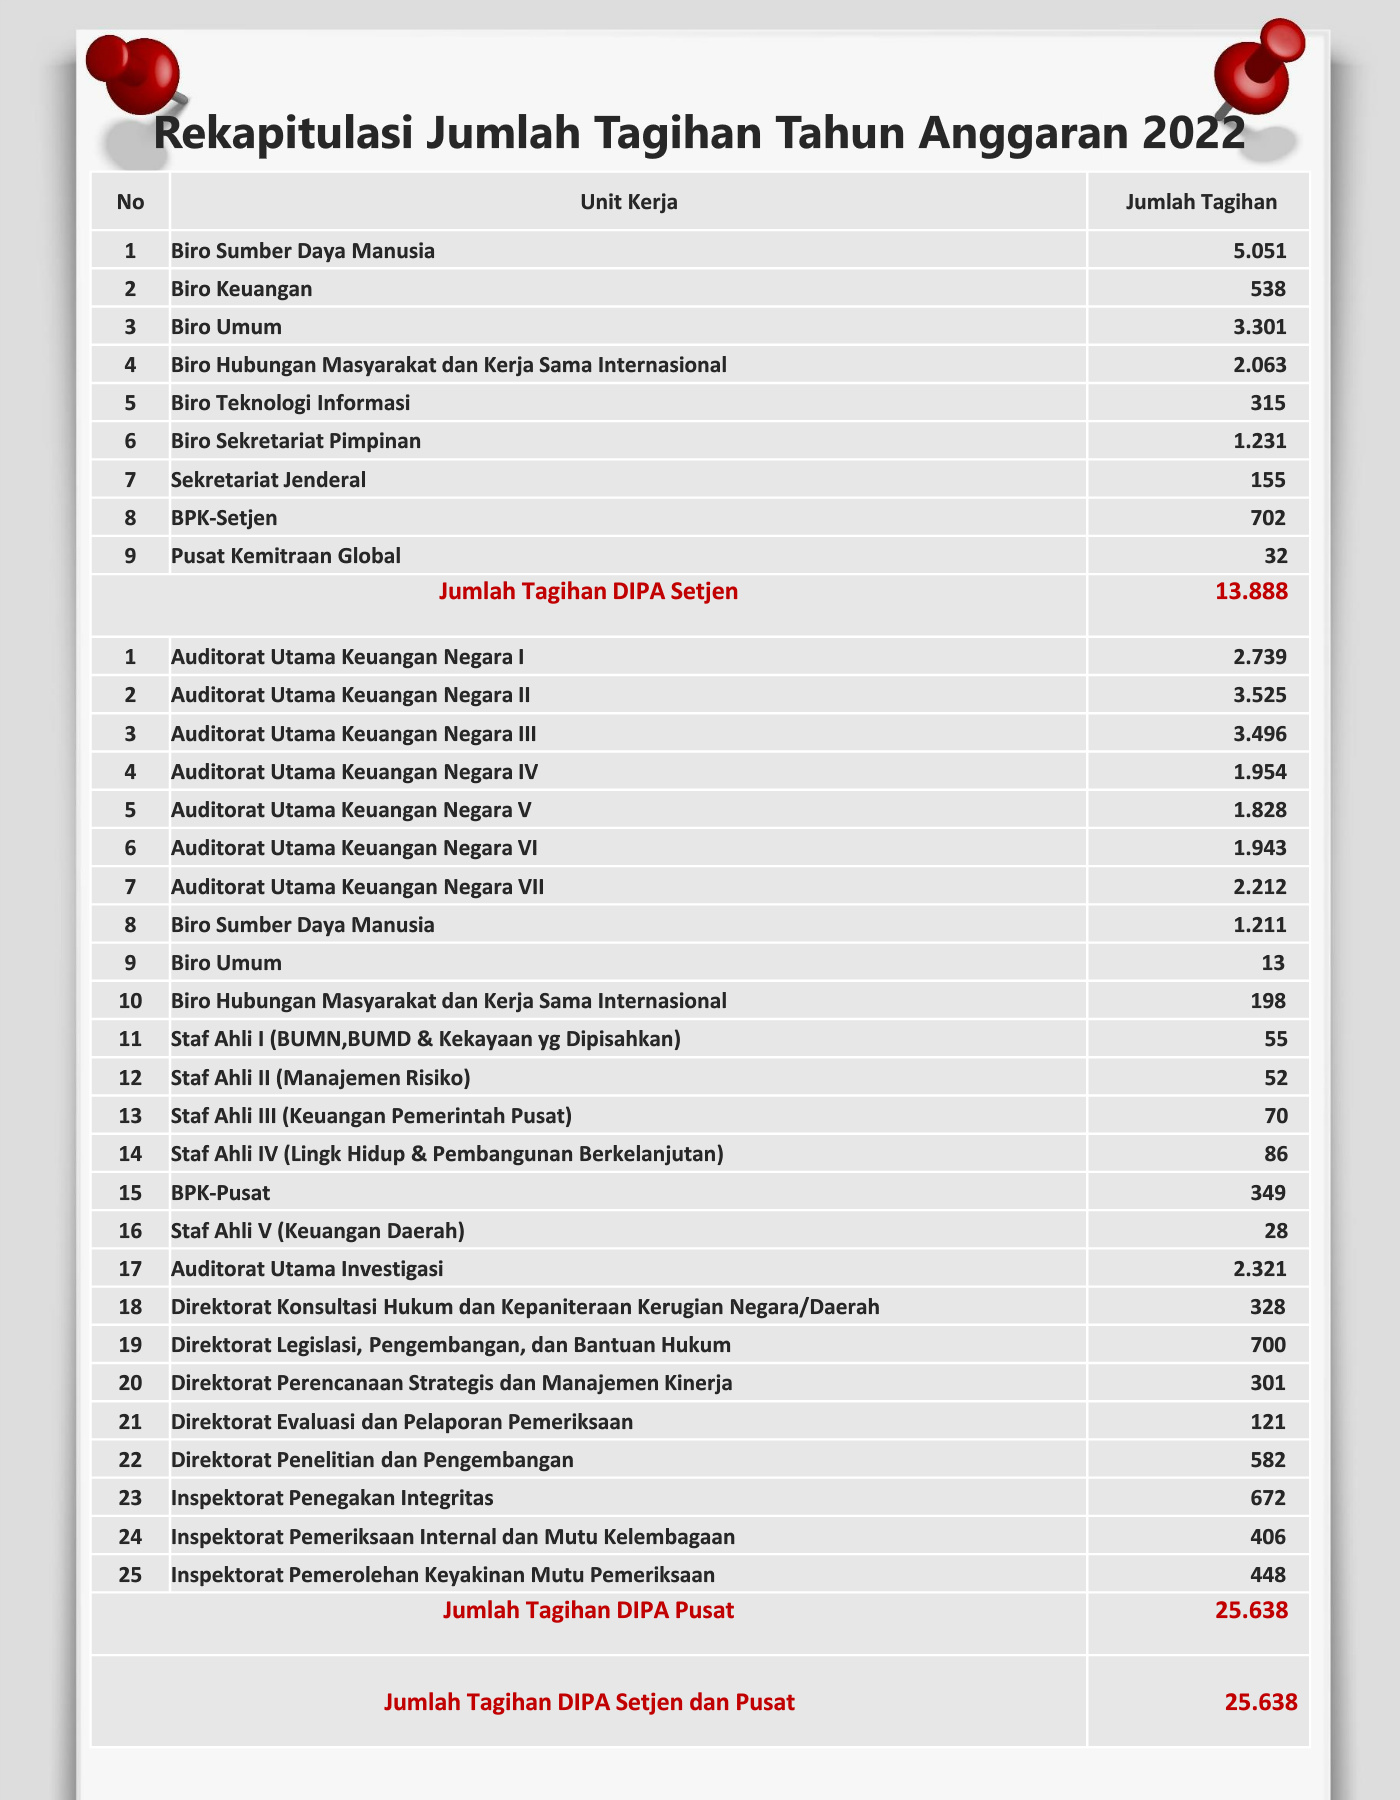 Rekapitulasi Jumlah Tagihan Tahun Anggaran 2022
No Unit Kerja Jumlah Tagihan
1 Biro Sumber Daya Manusia 5.051
2 Biro Keuangan 538
3 Biro Umum 3.301
4 Biro Hubungan Masyarakat dan Kerja Sama Internasional 2.063
5 Biro Teknologi Informasi 315
6 Biro Sekretariat Pimpinan 1.231
7 Sekretariat Jenderal 155
8 BPK-Setjen 702
9 Pusat Kemitraan Global 32
Jumlah Tagihan DIPA Setjen 13.888
1 Auditorat Utama Keuangan Negara I 2.739
2 Auditorat Utama Keuangan Negara II 3.525
3 Auditorat Utama Keuangan Negara III 3.496
4 Auditorat Utama Keuangan Negara IV 1.954
5 Auditorat Utama Keuangan Negara V 1.828
6 Auditorat Utama Keuangan Negara VI 1.943
7 Auditorat Utama Keuangan Negara VII 2.212
8 Biro Sumber Daya Manusia 1.211
9 Biro Umum 13
10 Biro Hubungan Masyarakat dan Kerja Sama Internasional 198
11 Staf Ahli I (BUMN,BUMD & Kekayaan yg Dipisahkan) 55
12 Staf Ahli II (Manajemen Risiko) 52
13 Staf Ahli III (Keuangan Pemerintah Pusat) 70
14 Staf Ahli IV (Lingk Hidup & Pembangunan Berkelanjutan) 86
15 BPK-Pusat 349
16 Staf Ahli V (Keuangan Daerah) 28
17 Auditorat Utama Investigasi 2.321
18 Direktorat Konsultasi Hukum dan Kepaniteraan Kerugian Negara/Daerah 328
19 Direktorat Legislasi, Pengembangan, dan Bantuan Hukum 700
20 Direktorat Perencanaan Strategis dan Manajemen Kinerja 301
21 Direktorat Evaluasi dan Pelaporan Pemeriksaan 121
22 Direktorat Penelitian dan Pengembangan 582
23 Inspektorat Penegakan Integritas 672
24 Inspektorat Pemeriksaan Internal dan Mutu Kelembagaan 406
25 Inspektorat Pemerolehan Keyakinan Mutu Pemeriksaan 448
Jumlah Tagihan DIPA Pusat 25.638
Jumlah Tagihan DIPA Setjen dan Pusat 25.638